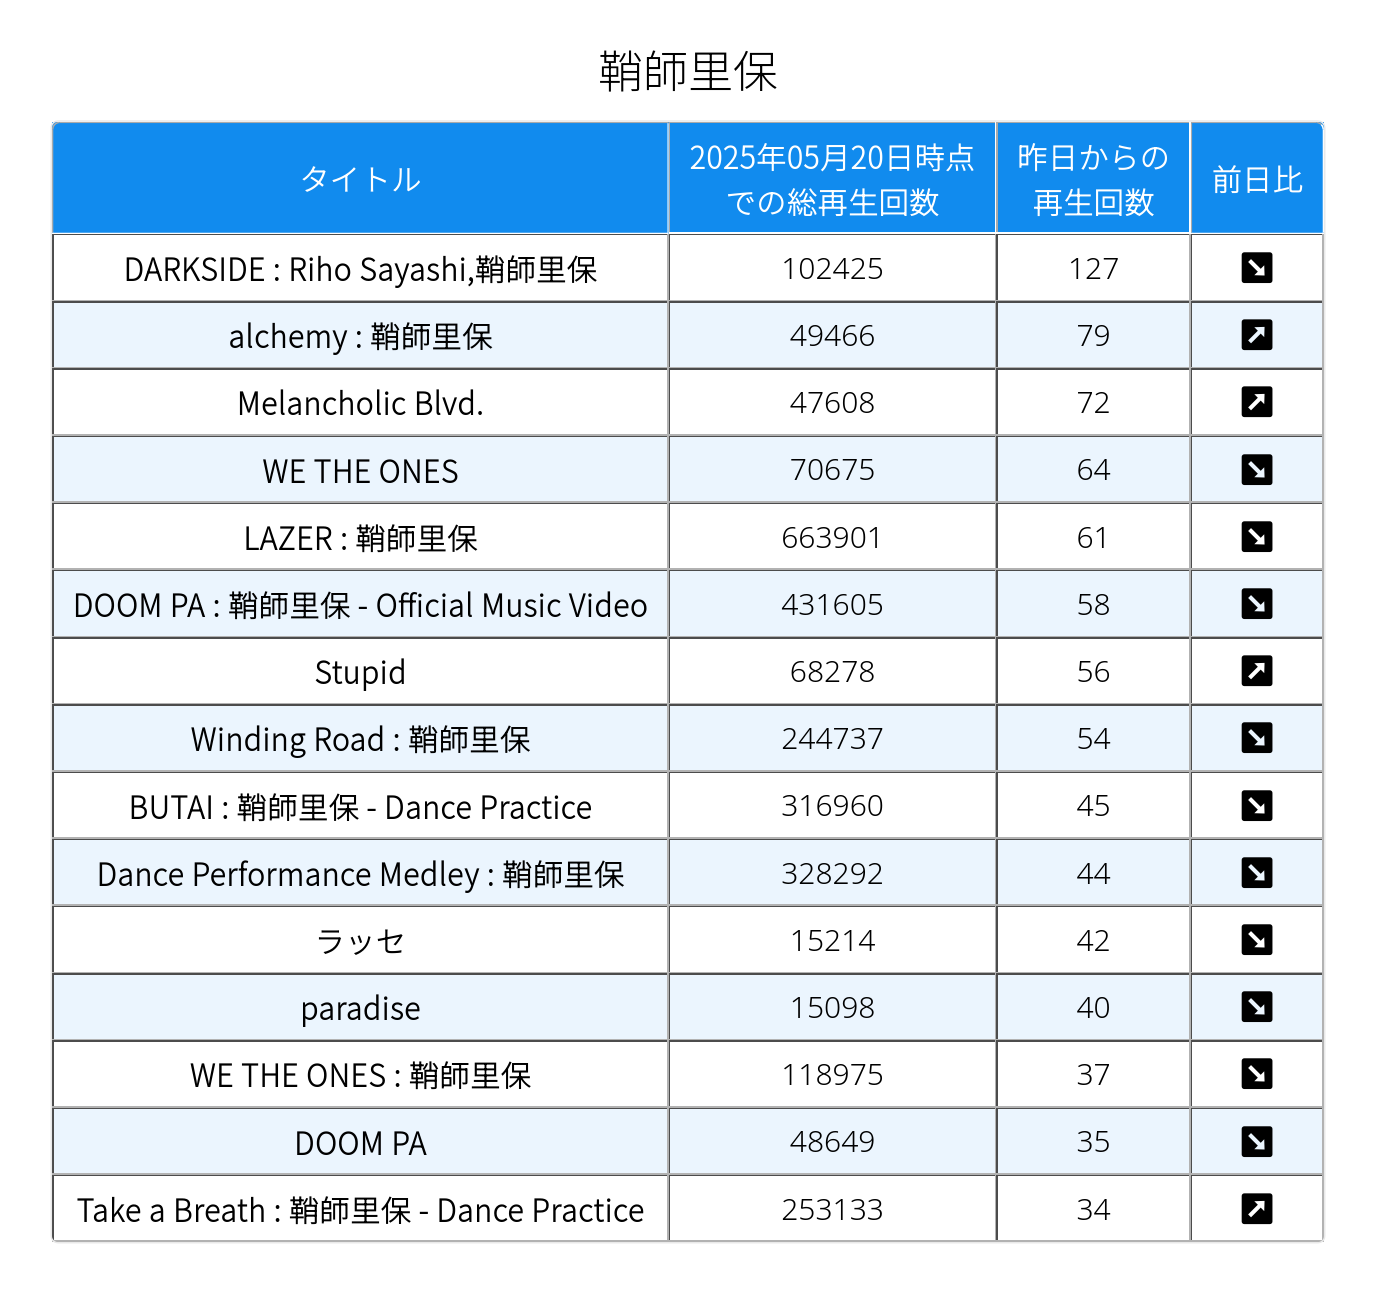 鞘師里保
タイトル
2025年05月20日時点
での総再生回数
昨日からの
再生回数
前日比
DARKSIDE : Riho Sayashi,鞘師里保 102425 127
alchemy : 鞘師里保 49466 79
Melancholic Blvd. 47608 72
WE THE ONES 70675 64
LAZER : 鞘師里保 663901 61
DOOM PA : 鞘師里保 - Official Music Video 431605 58
Stupid 68278 56
Winding Road : 鞘師里保 244737 54
BUTAI : 鞘師里保 - Dance Practice 316960 45
Dance Performance Medley : 鞘師里保 328292 44
ラッセ 15214 42
paradise 15098 40
WE THE ONES : 鞘師里保 118975 37
DOOM PA 48649 35
Take a Breath : 鞘師里保 - Dance Practice 253133 34